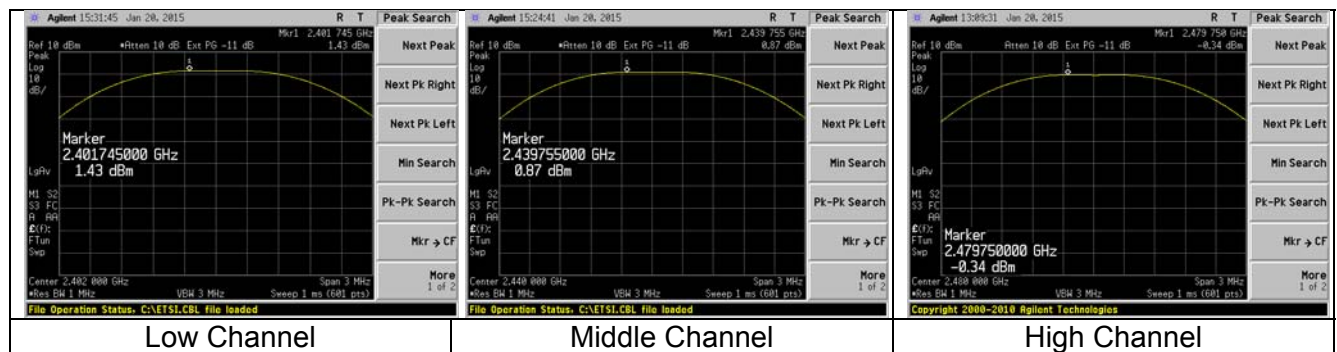 Agilent 15:31:45 Jan 20, 2015 R T
Peak Search
Mkr1 2.401 745 GHz
Ref 10 dBm *Atten 10 dB Ext PG -11 dB 1.43 dBm
Peak
Log
10
dB/
1
Marker
2.401745000 GHz
1.43 dBm
LgAv
M1 S2
S3 FC
A AA
£(f):
FTun
Swp
Center 2.402 000 GHz Span 3 MHz
*Res BW 1 MHz VBW 3 MHz Sweep 1 ms (601 pts)
File Operation Status, C:\ETSI.CBL file loaded
Next Peak
Next Pk Right
Next Pk Left
Min Search
Pk-Pk Search
Mkr → CF
More
1 of 2
Low Channel
Agilent 15:24:41 Jan 20, 2015 R T
Peak Search
Mkr1 2.439 755 GHz
Ref 10 dBm *Atten 10 dB Ext PG -11 dB 0.87 dBm
Peak
Log
10
dB/
1
Marker
2.439755000 GHz
0.87 dBm
LgAv
M1 S2
S3 FC
A AA
£(f):
FTun
Swp
Center 2.440 000 GHz Span 3 MHz
*Res BW 1 MHz VBW 3 MHz Sweep 1 ms (601 pts)
File Operation Status, C:\ETSI.CBL file loaded
Next Peak
Next Pk Right
Next Pk Left
Min Search
Pk-Pk Search
Mkr → CF
More
1 of 2
Middle Channel
Agilent 13:09:31 Jan 20, 2015 R T
Peak Search
Mkr1 2.479 750 GHz
Ref 10 dBm Atten 10 dB Ext PG -11 dB -0.34 dBm
Peak
Log
10
dB/
1
LgAv
M1 S2
S3 FC
A AA
£(f):
FTun
Swp
Marker
2.479750000 GHz
-0.34 dBm
Center 2.480 000 GHz Span 3 MHz
*Res BW 1 MHz VBW 3 MHz Sweep 1 ms (601 pts)
Copyright 2000-2010 Agilent Technologies
Next Peak
Next Pk Right
Next Pk Left
Min Search
Pk-Pk Search
Mkr → CF
More
1 of 2
High Channel